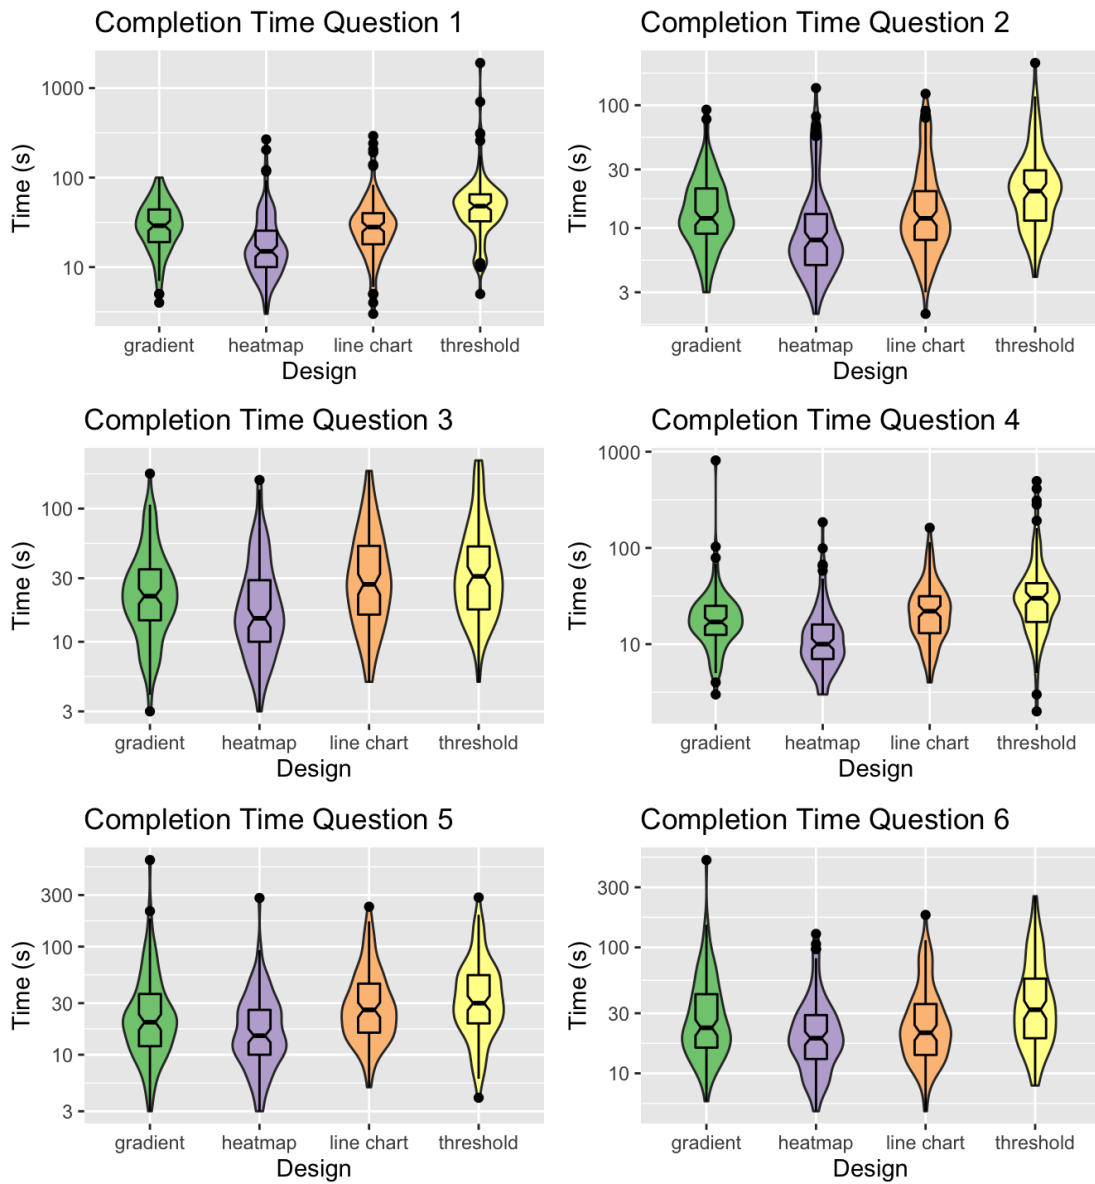 Completion Time Question 1
Time (s)
1000
100
10
gradient heatmap line chart threshold
Design
Completion Time Question 2
Time (s)
100
30
10
3
gradient heatmap line chart threshold
Design
Completion Time Question 3
Time (s)
100
30
10
3
gradient heatmap line chart threshold
Design
Completion Time Question 4
Time (s)
1000
100
10
gradient heatmap line chart threshold
Design
Completion Time Question 5
Time (s)
300
100
30
10
3
gradient heatmap line chart threshold
Design
Completion Time Question 6
Time (s)
300
100
30
10
gradient heatmap line chart threshold
Design